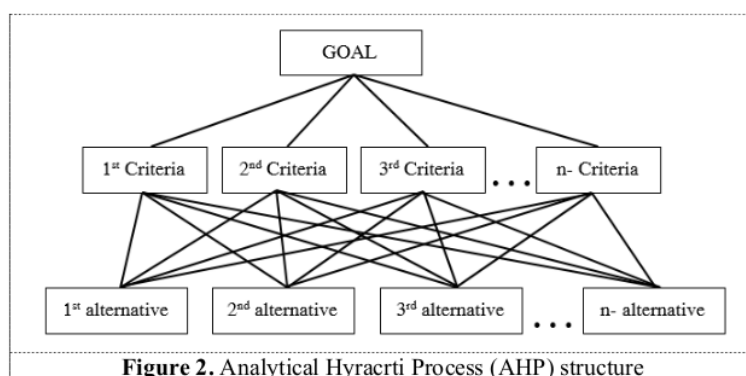 GOAL
1st Criteria 2nd Criteria 3rd Criteria ... n- Criteria
1st alternative 2nd alternative 3rd alternative ... n- alternative
Figure 2. Analytical Hyracrti Process (AHP) structure